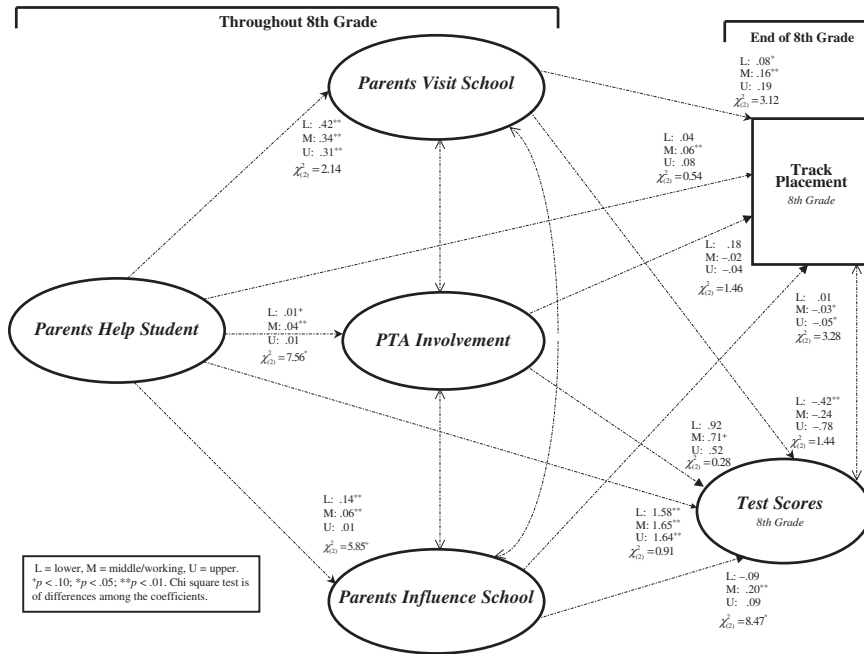 Throughout 8th Grade
End of 8th Grade
Parents Visit School
L: .08*
M: .16**
U: .19
χ²(2) = 3.12
L: .42**
M: .34**
U: .31**
χ²(2) = 2.14
L: .04
M: .06**
U: .08
χ²(2) = 0.54
Track
Placement
8th Grade
L: .18
M: –.02
U: –.04
χ²(2) = 1.46
Parents Help Student
L: .01⁺
M: .04**
U: .01
χ²(2) = 7.56*
PTA Involvement
L: .01
M: –.03*
U: –.05*
χ²(2) = 3.28
L: –.42**
M: –.24
U: –.78
χ²(2) = 1.44
L: .92
M: .71⁺
U: .52
χ²(2) = 0.28
L: .14**
M: .06**
U: .01
χ²(2) = 5.85⁺
L: 1.58**
M: 1.65**
U: 1.64**
χ²(2) = 0.91
Test Scores
8th Grade
L = lower, M = middle/working, U = upper.
⁺p < .10; *p < .05; **p < .01. Chi square test is
of differences among the coefficients.
Parents Influence School
L: –.09
M: .20**
U: .09
χ²(2) = 8.47*